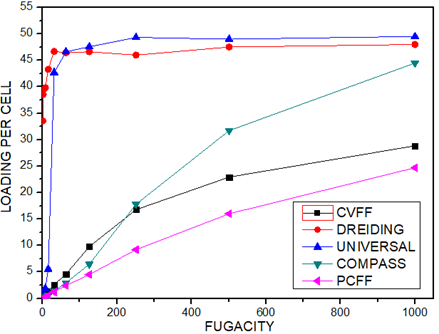 55
50
45
40
35
30
25
20
15
10
5
0
LOADING PER CELL
0 200 400 600 800 1000
FUGACITY
CVFF
DREIDING
UNIVERSAL
COMPASS
PCFF